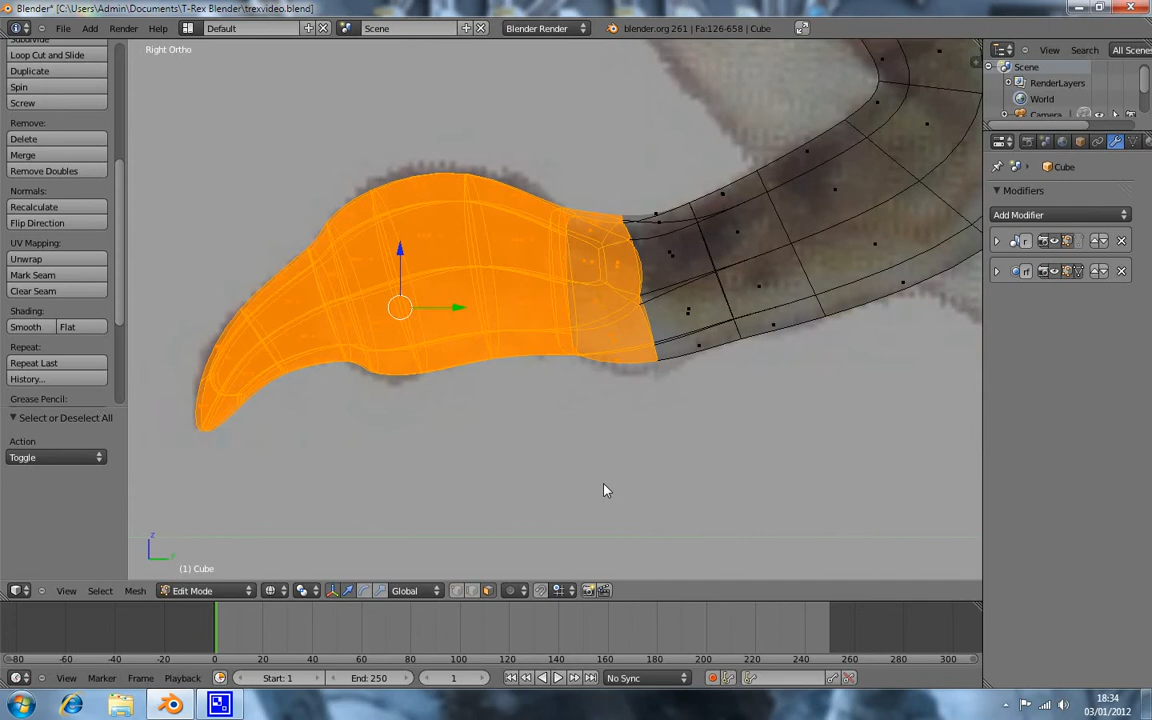 Blender* [C:\Users\Admin\Documents\T-Rex Blender\trexvideo.blend]
File Add Render Help Default Scene Blender Render blender.org 261 | Fa:126-658 | Cube View Search All Scenes
Loop Cut and Slide
Duplicate
Spin
Screw
Remove:
Delete
Merge
Remove Doubles
Normals:
Recalculate
Flip Direction
UV Mapping:
Unwrap
Mark Seam
Clear Seam
Shading:
Smooth Flat
Repeat:
Repeat Last
History...
Grease Pencil:
Select or Deselect All
Action
Toggle
Right Ortho
z
(1) Cube
Scene
RenderLayers
World
Camera
Cube
Modifiers
Add Modifier
r
rf
View Select Mesh Edit Mode Global
-80 -60 -40 -20 0 20 40 60 80 100 120 140 160 180 200 220 240 260 280 300
View Marker Frame Playback Start: 1 End: 250 1 No Sync
18:34
03/01/2012